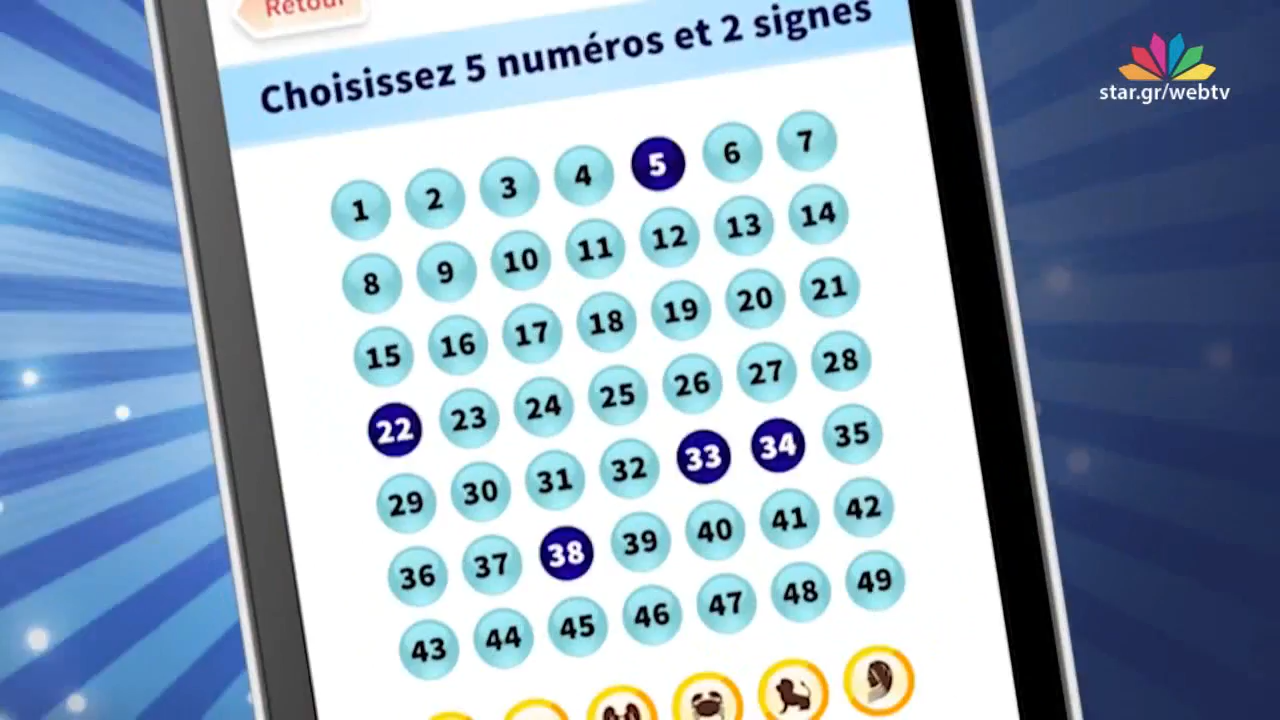 Retour
star.gr/webtv
Choisissez 5 numéros et 2 signes
1 2 3 4 5 6 7
8 9 10 11 12 13 14
15 16 17 18 19 20 21
22 23 24 25 26 27 28
29 30 31 32 33 34 35
36 37 38 39 40 41 42
43 44 45 46 47 48 49